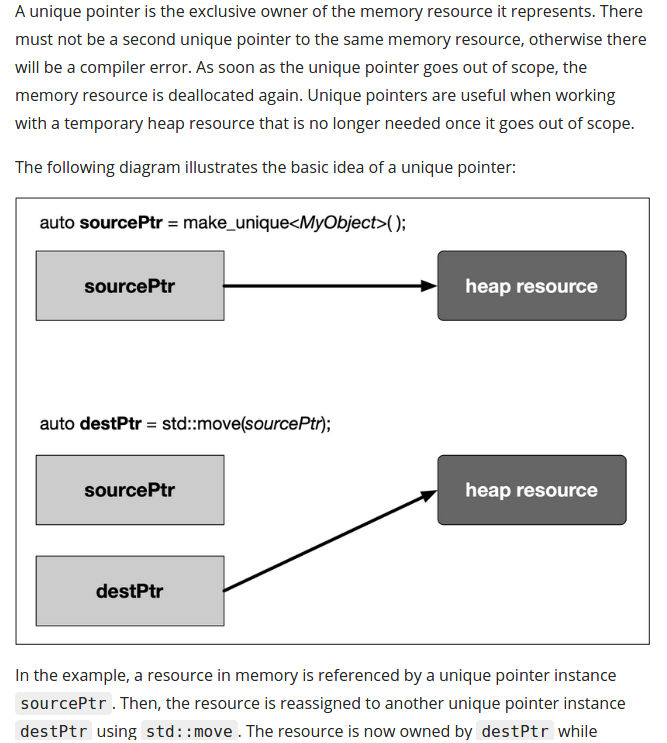 A unique pointer is the exclusive owner of the memory resource it represents. There
must not be a second unique pointer to the same memory resource, otherwise there
will be a compiler error. As soon as the unique pointer goes out of scope, the
memory resource is deallocated again. Unique pointers are useful when working
with a temporary heap resource that is no longer needed once it goes out of scope.
The following diagram illustrates the basic idea of a unique pointer:
auto sourcePtr = make_unique<MyObject>( );
sourcePtr
heap resource
auto destPtr = std::move(sourcePtr);
sourcePtr
heap resource
destPtr
In the example, a resource in memory is referenced by a unique pointer instance
sourcePtr . Then, the resource is reassigned to another unique pointer instance
destPtr using std::move . The resource is now owned by destPtr while